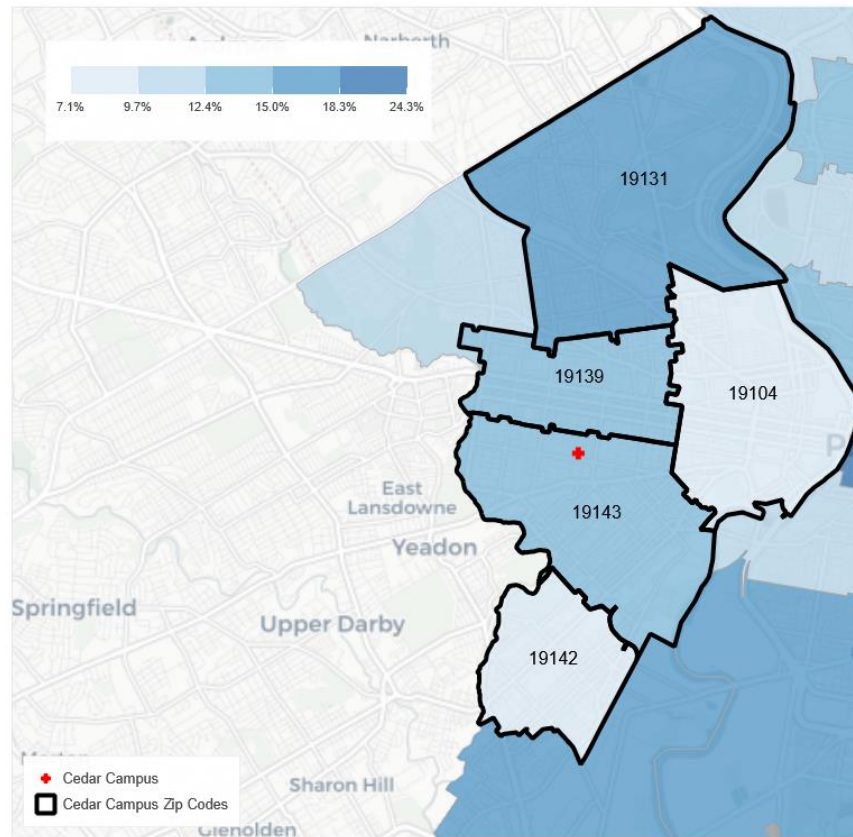 Narberth
7.1% 9.7% 12.4% 15.0% 18.3% 24.3%
19131
19139
19104
East
Lansdowne
19143
Yeadon
Springfield
Upper Darby
19142
Cedar Campus
Sharon Hill
Cedar Campus Zip Codes
Glenolden